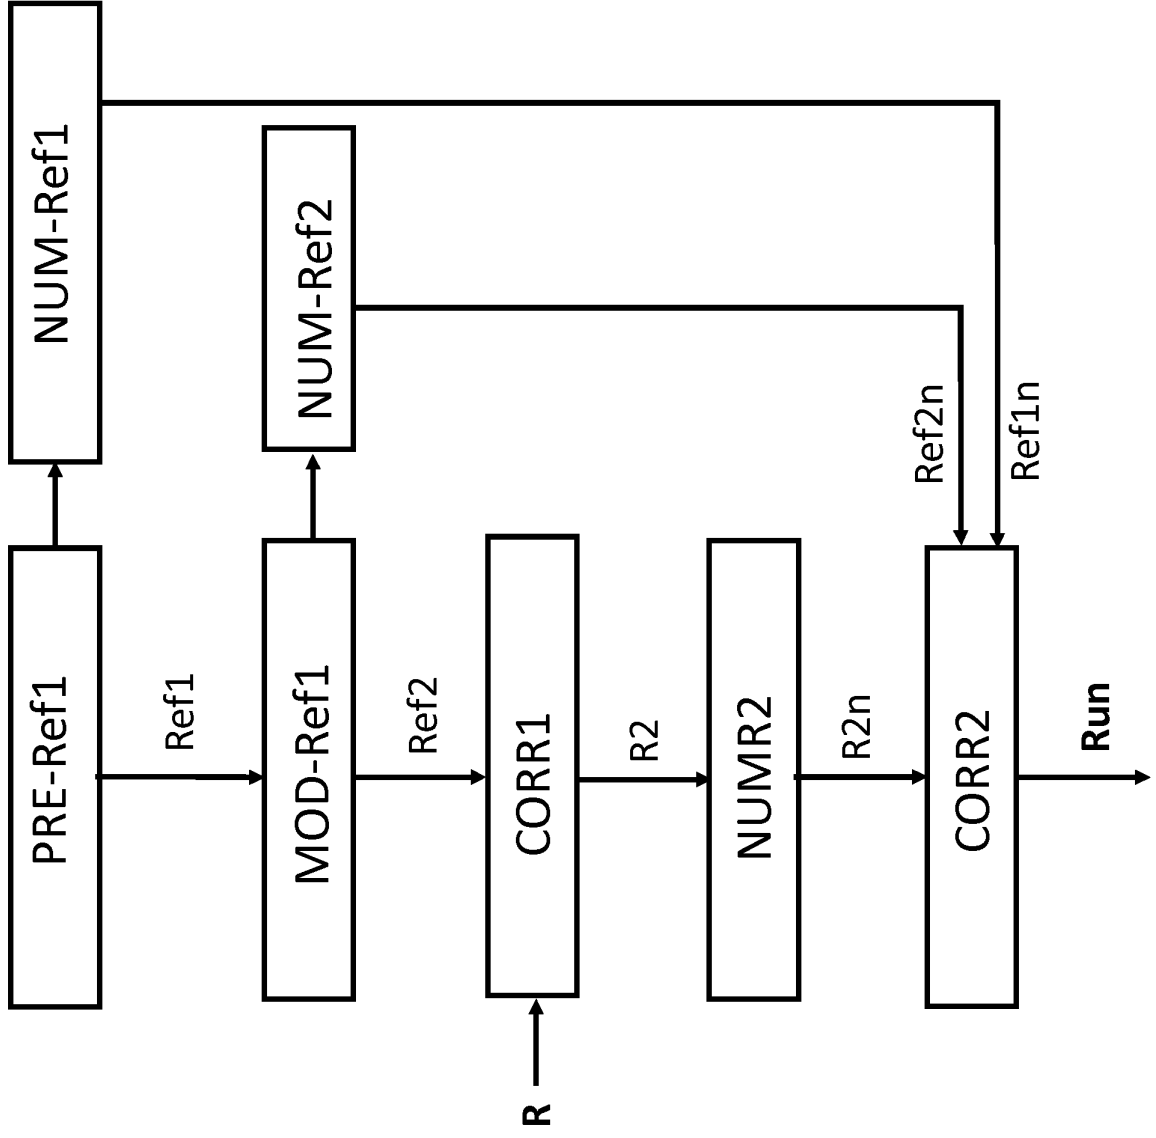 PRE-Ref1
NUM-Ref1
Ref1
MOD-Ref1
NUM-Ref2
Ref2
R
CORR1
R2
NUMR2
R2n
Ref2n
Ref1n
CORR2
Run